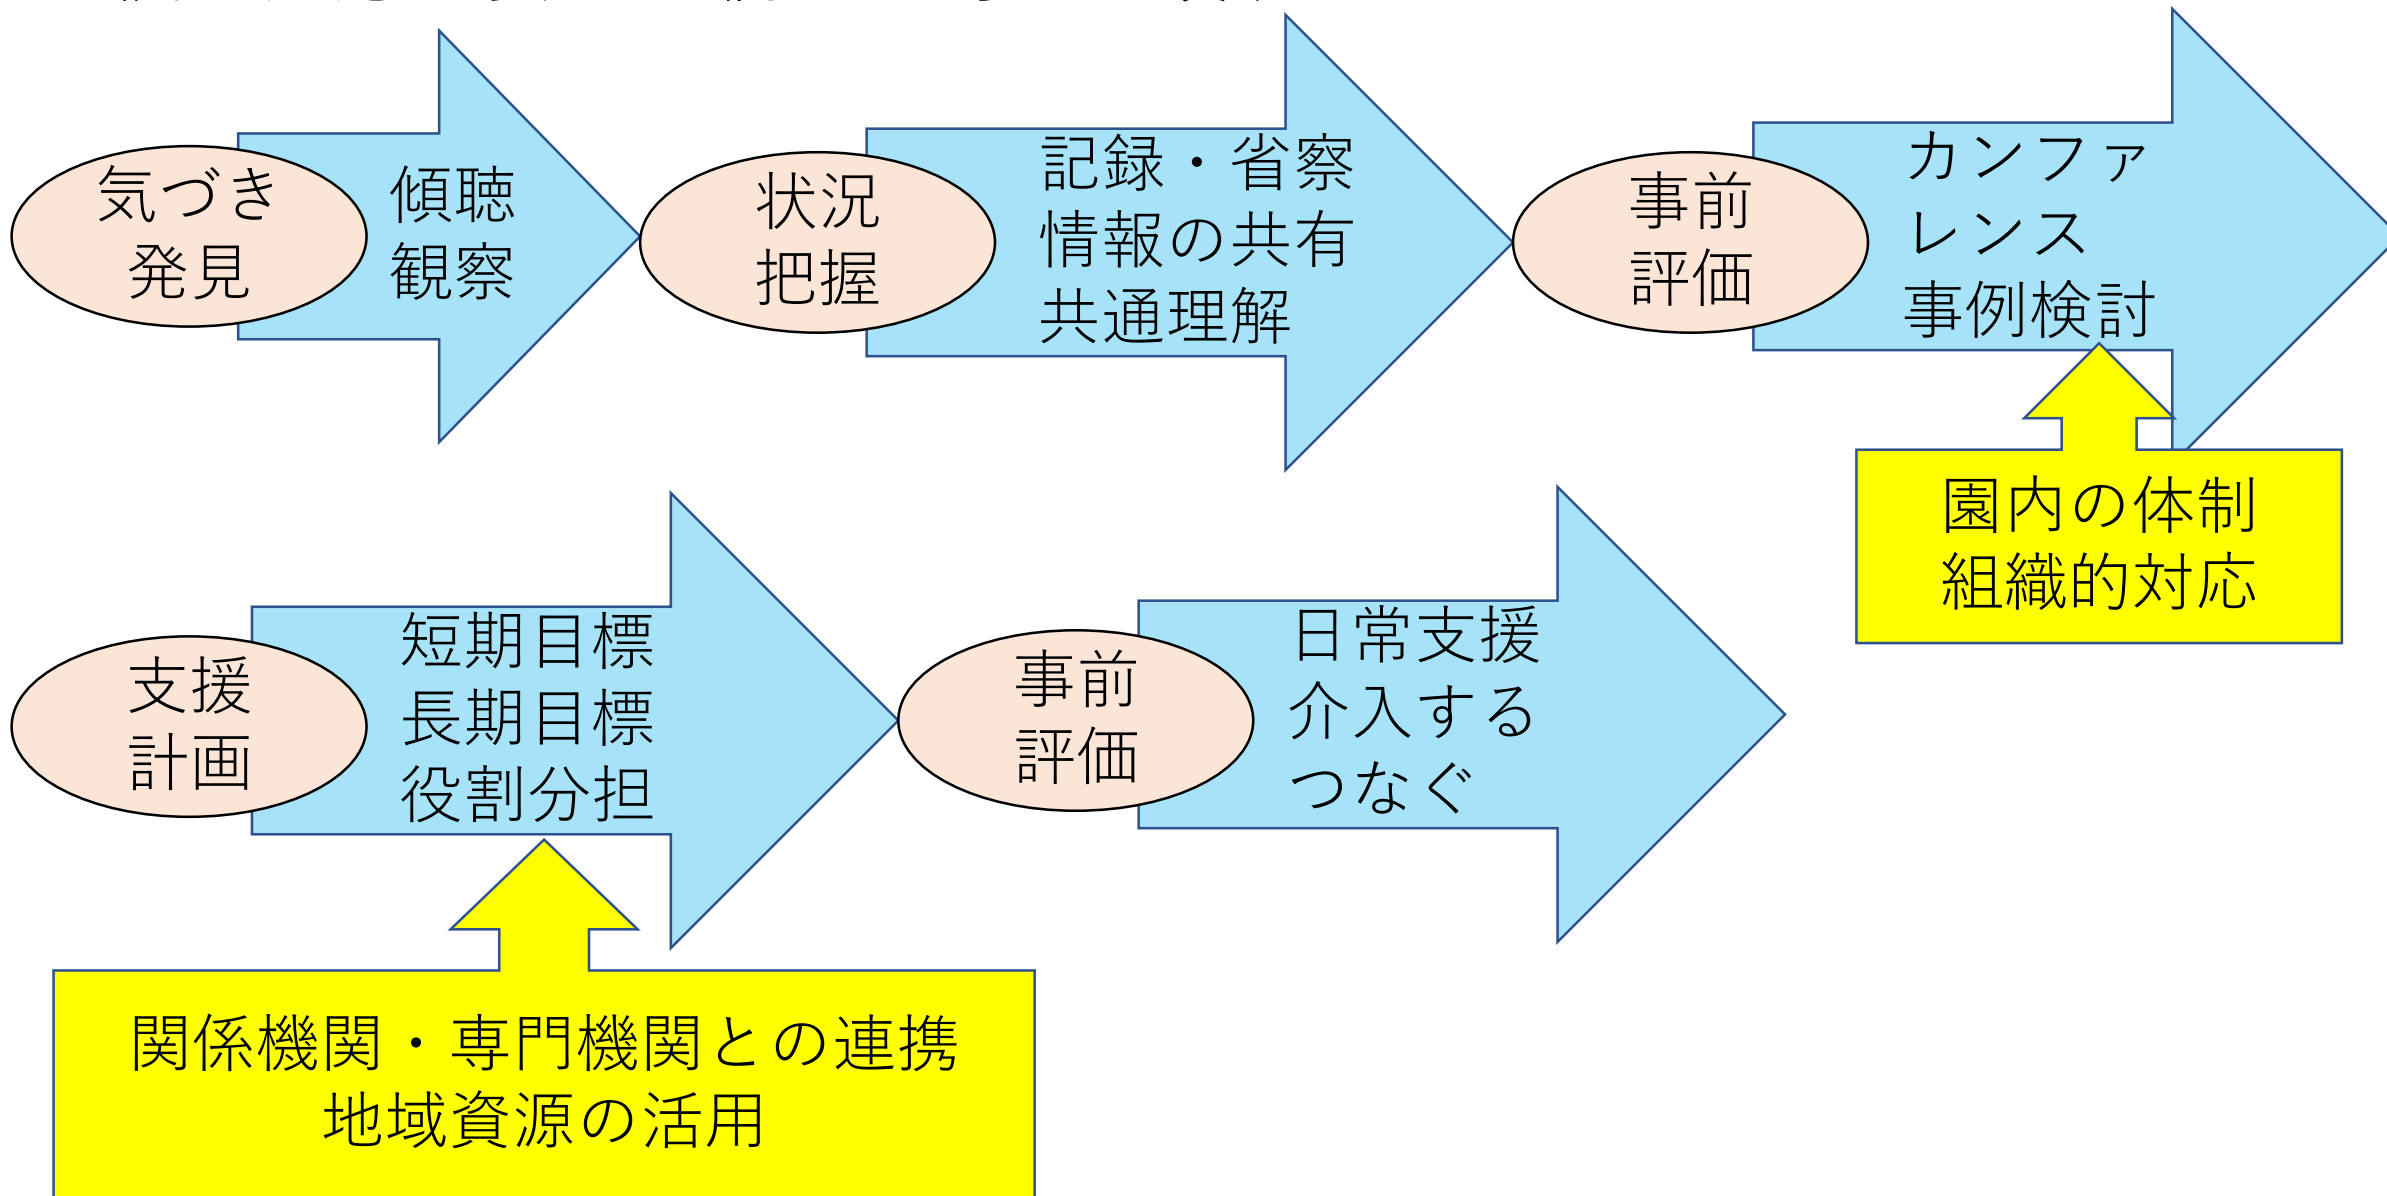 気づき
発見
傾聴
観察
状況
把握
記録・省察
情報の共有
共通理解
事前
評価
カンファ
レンス
事例検討
園内の体制
組織的対応
支援
計画
短期目標
長期目標
役割分担
事前
評価
日常支援
介入する
つなぐ
関係機関・専門機関との連携
地域資源の活用